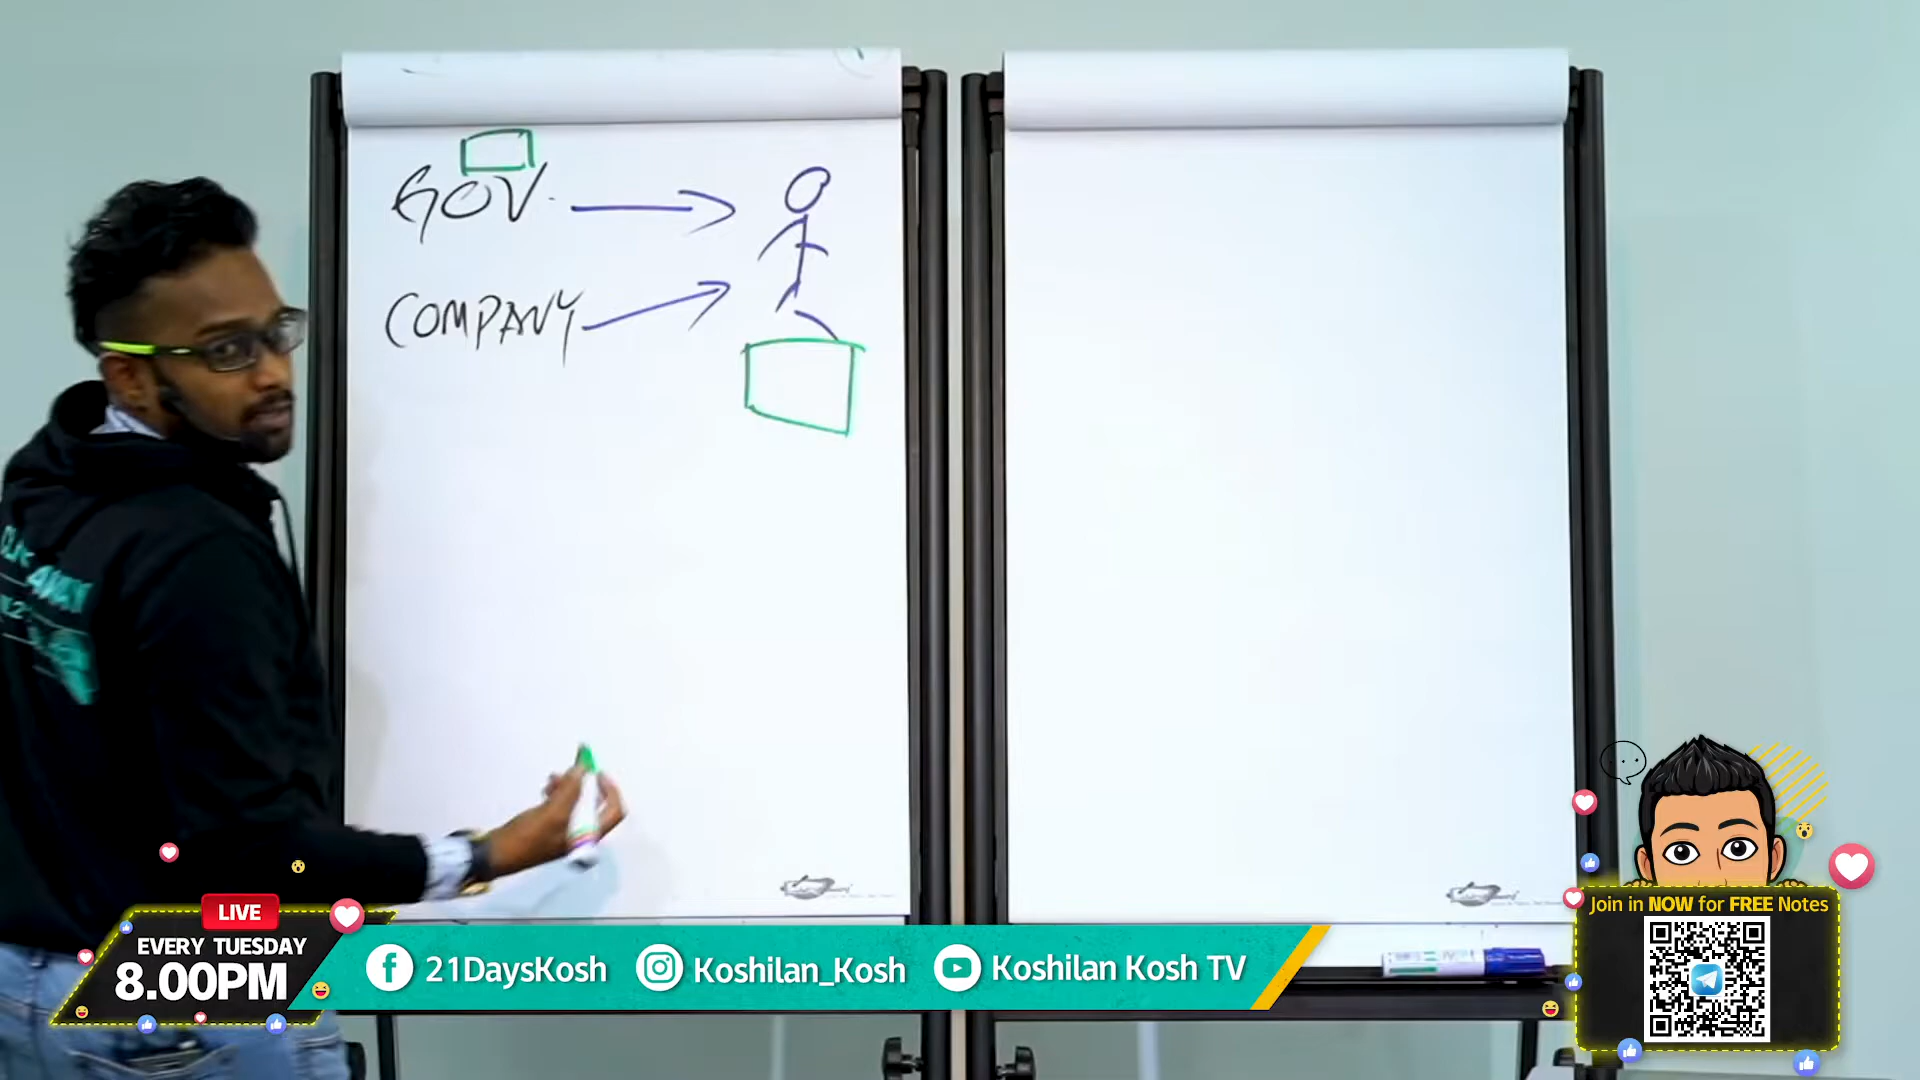 GOV.
COMPANY
LIVE
EVERY TUESDAY
8.00PM
21DaysKosh
Koshilan_Kosh
Koshilan Kosh TV
Join in NOW for FREE Notes